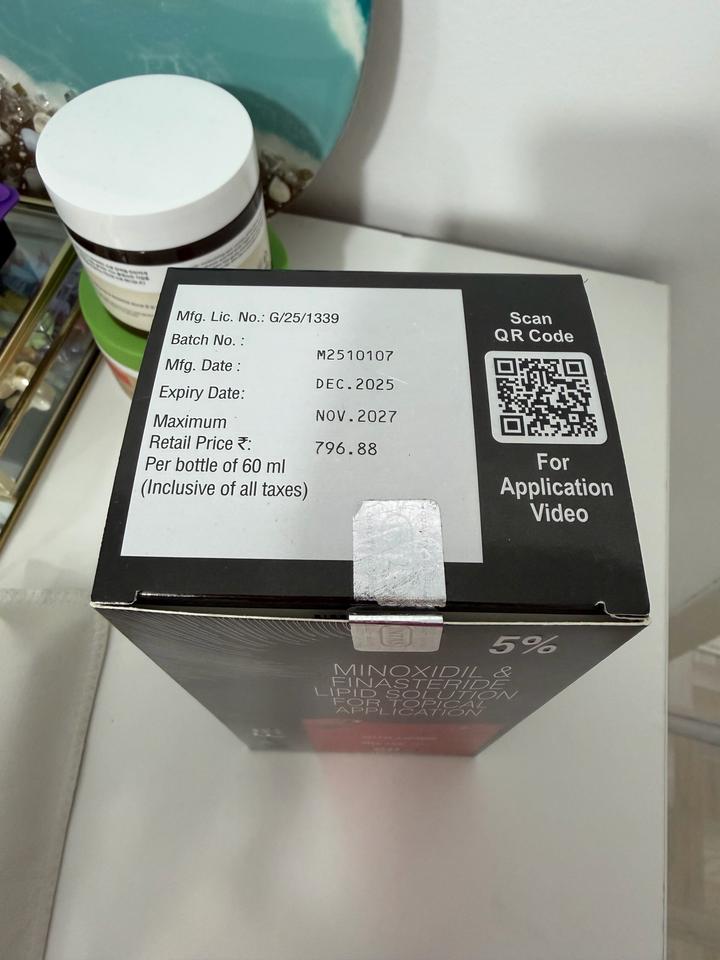 Mfg. Lic. No.: G/25/1339
Batch No. :
M2510107
Mfg. Date :
DEC.2025
Expiry Date:
NOV.2027
Maximum
Retail Price ₹:
796.88
Per bottle of 60 ml
(Inclusive of all taxes)
Scan
QR Code
For
Application
Video
5%
MINOXIDIL &
FINASTERIDE
LIPID SOLUTION
FOR TOPICAL
APPLICATION